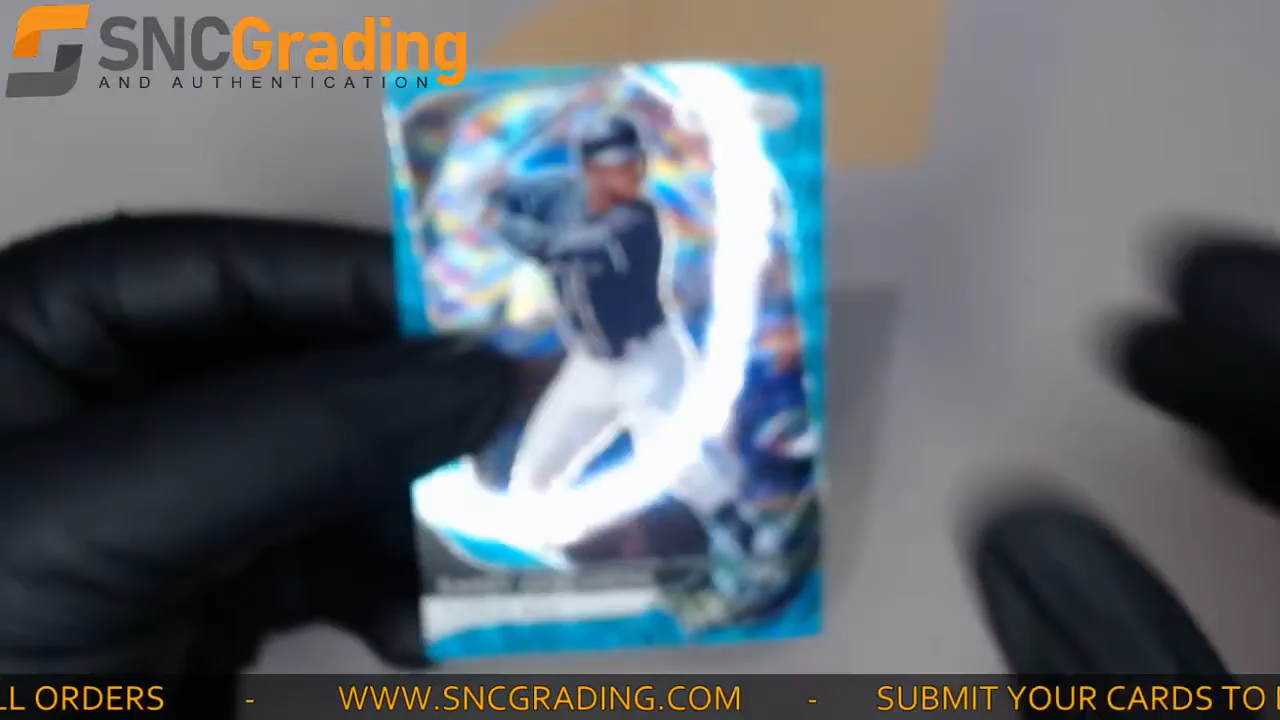 SNCGrading
AND AUTHENTICATION
LL ORDERS - WWW.SNCGRADING.COM - SUBMIT YOUR CARDS TO